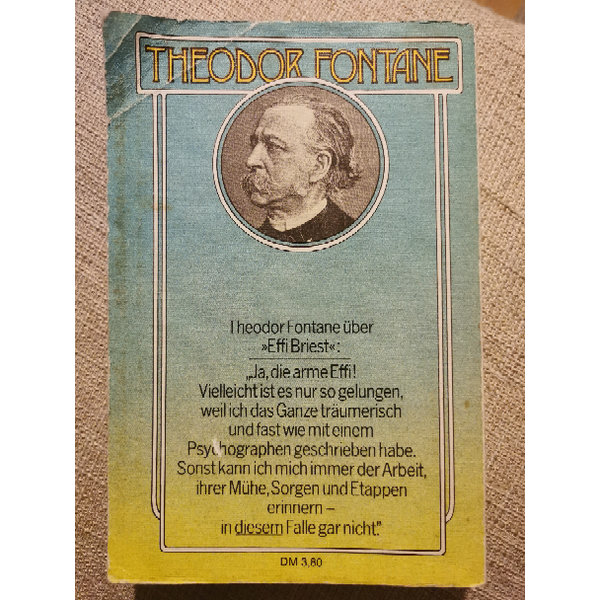 THEODOR FONTANE
Theodor Fontane über
»Effi Briest«:
„Ja, die arme Effi!
Vielleicht ist es nur so gelungen,
weil ich das Ganze träumerisch
und fast wie mit einem
Psychographen geschrieben habe.
Sonst kann ich mich immer der Arbeit,
ihrer Mühe, Sorgen und Etappen
erinnern –
in diesem Falle gar nicht."
DM 3,80